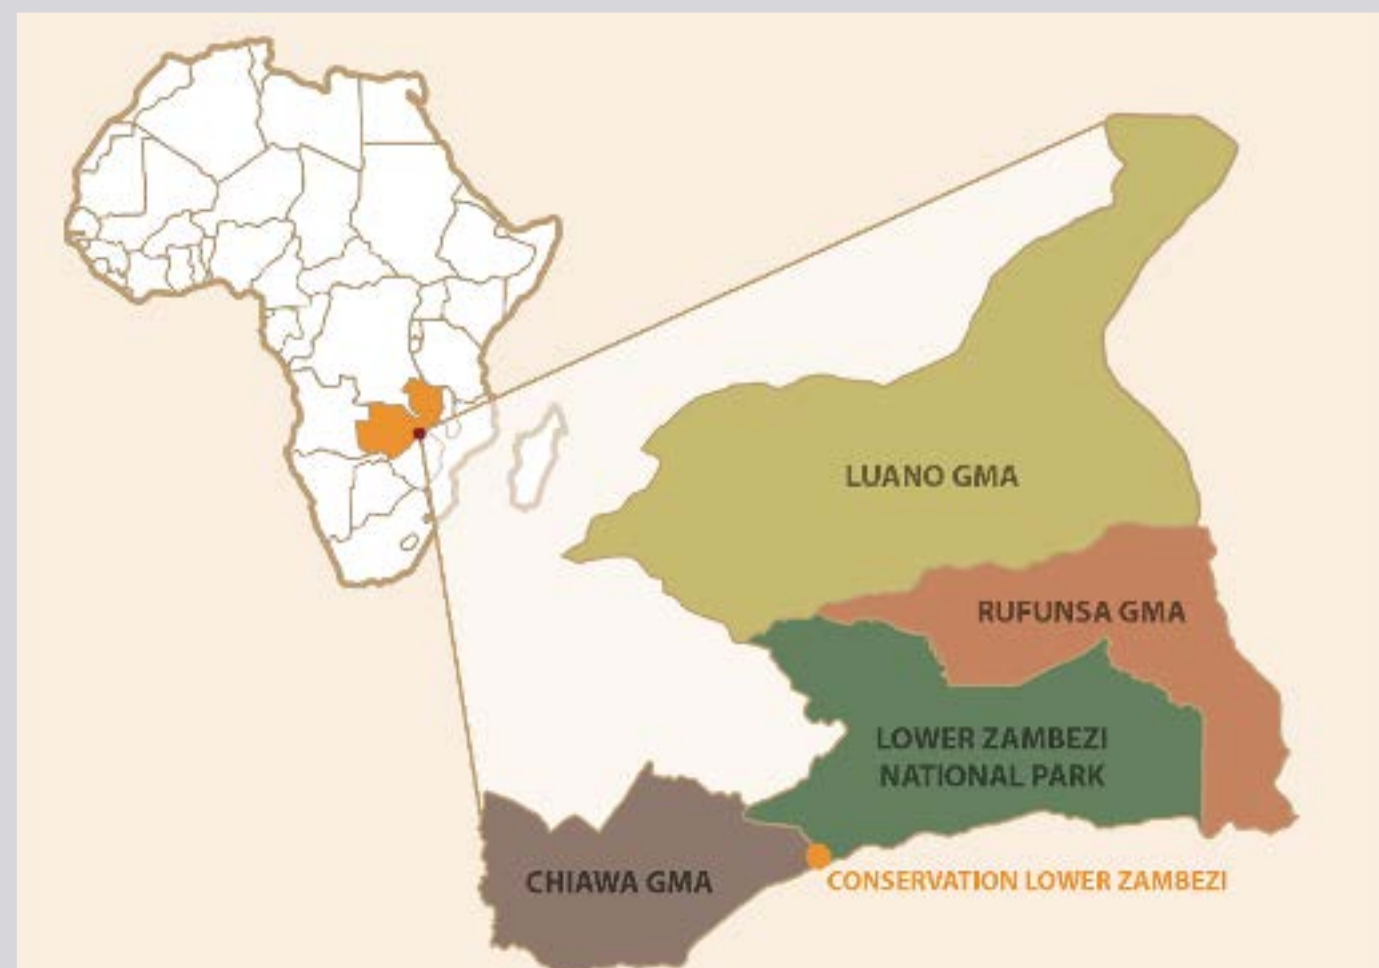 LUANO GMA
RUFUNSA GMA
LOWER ZAMBEZI
NATIONAL PARK
CHIAWA GMA
CONSERVATION LOWER ZAMBEZI